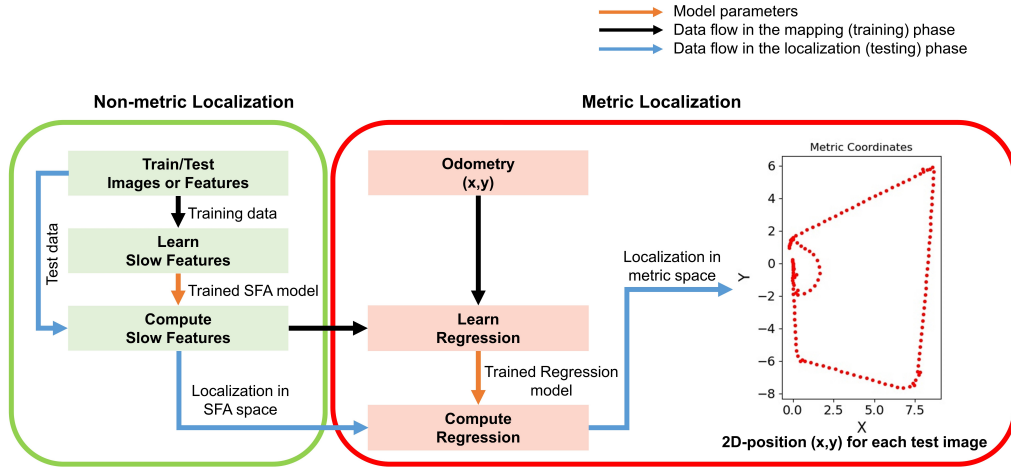 Model parameters
Data flow in the mapping (training) phase
Data flow in the localization (testing) phase
Non-metric Localization
Metric Localization
Train/Test
Images or Features
Training data
Test data
Learn
Slow Features
Trained SFA model
Compute
Slow Features
Localization in
SFA space
Odometry
(x,y)
Learn
Regression
Trained Regression
model
Compute
Regression
Localization in
metric space
Metric Coordinates
6
4
2
0
−2
−4
−6
−8
Y
0.0 2.5 5.0 7.5
X
2D-position (x,y) for each test image